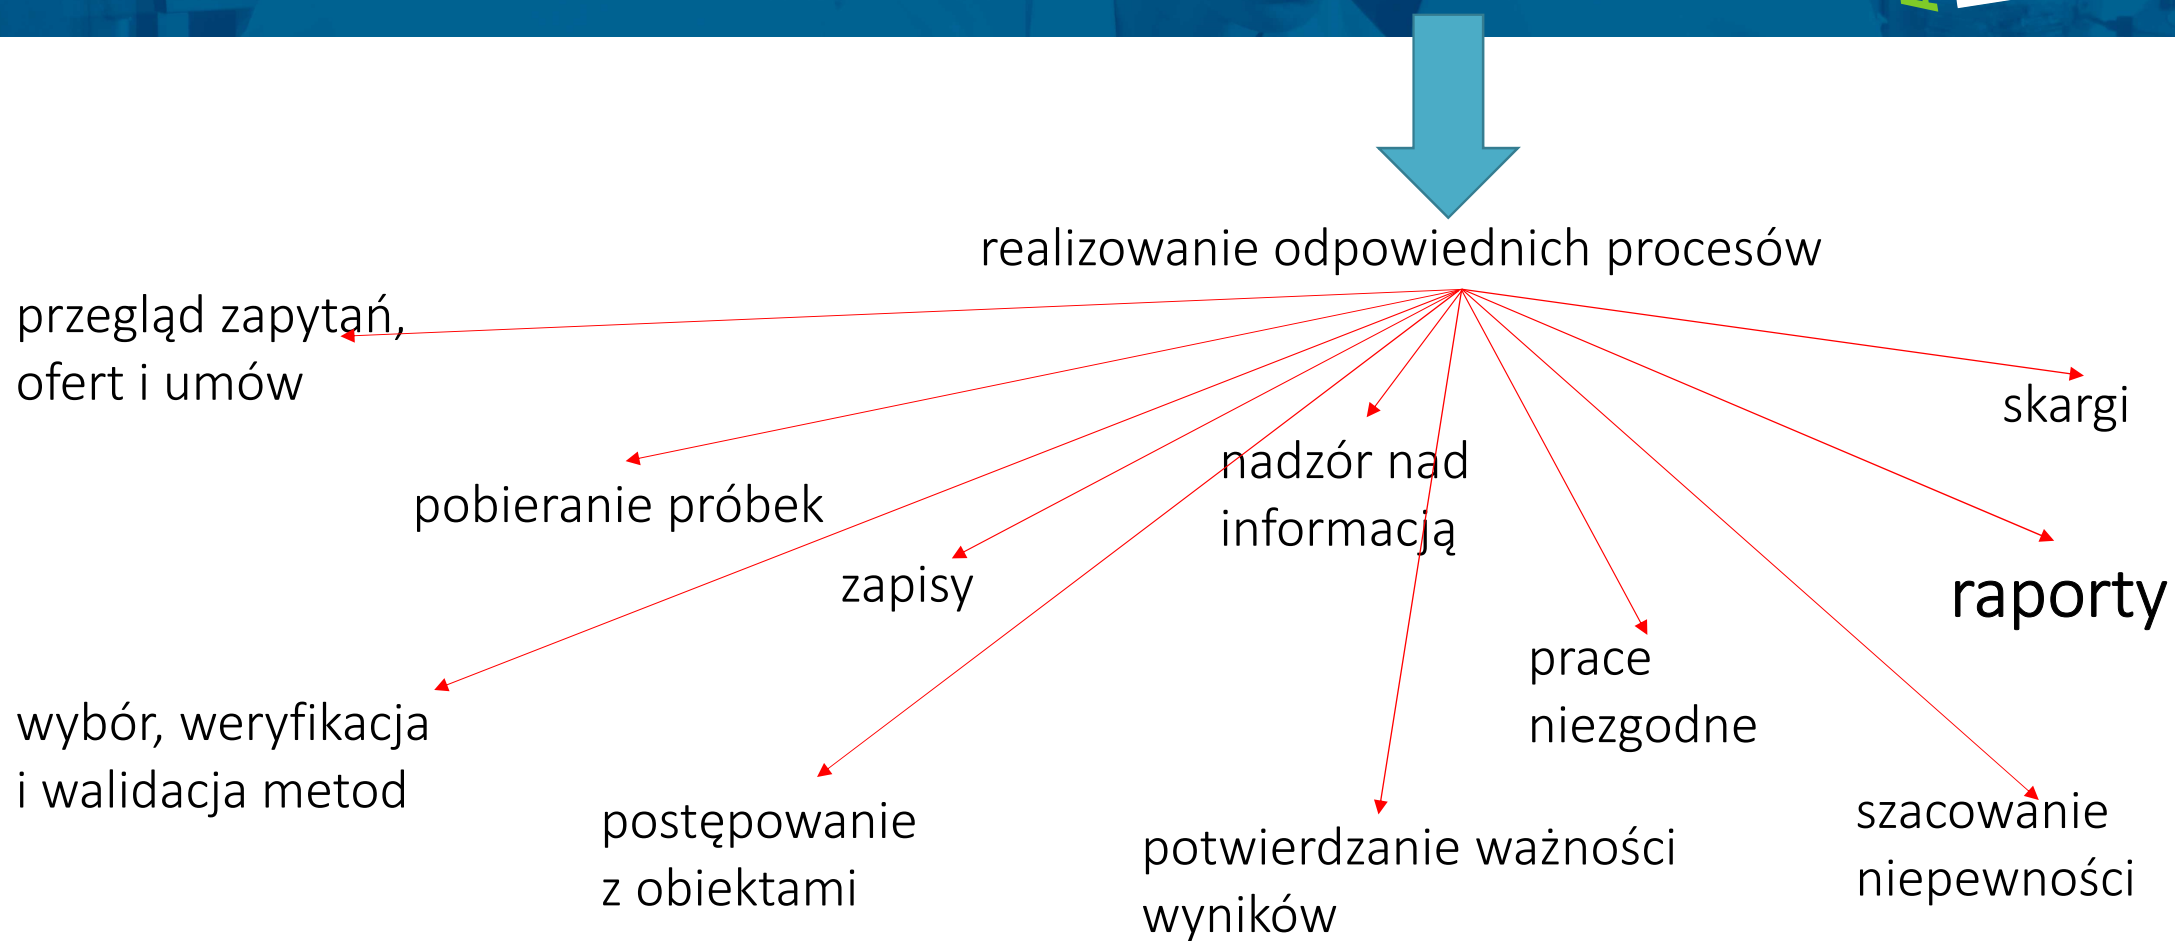 realizowanie odpowiednich procesów
przegląd zapytań,
ofert i umów
skargi
pobieranie próbek
nadzór nad
informacją
zapisy
raporty
prace
niezgodne
wybór, weryfikacja
i walidacja metod
postępowanie
z obiektami
potwierdzanie ważności
wyników
szacowanie
niepewności